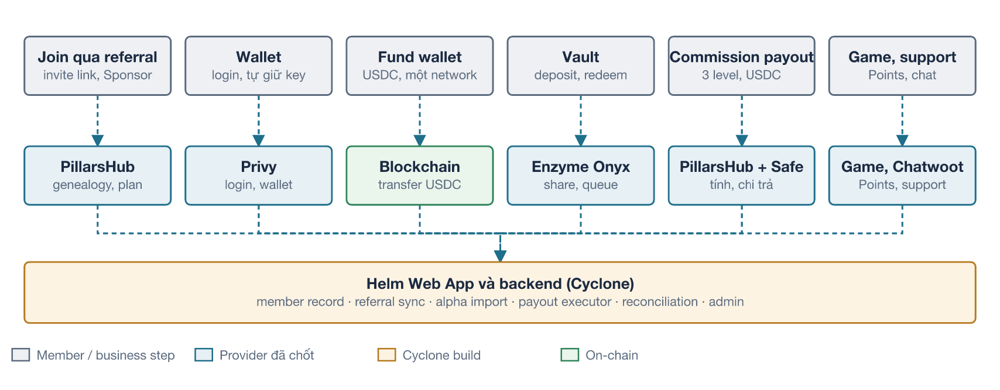 Join qua referral
invite link, Sponsor
Wallet
login, tự giữ key
Fund wallet
USDC, một network
Vault
deposit, redeem
Commission payout
3 level, USDC
Game, support
Points, chat
PillarsHub
genealogy, plan
Privy
login, wallet
Blockchain
transfer USDC
Enzyme Onyx
share, queue
PillarsHub + Safe
tính, chi trả
Game, Chatwoot
Points, support
Helm Web App và backend (Cyclone)
member record · referral sync · alpha import · payout executor · reconciliation · admin
Member / business step
Provider đã chốt
Cyclone build
On-chain